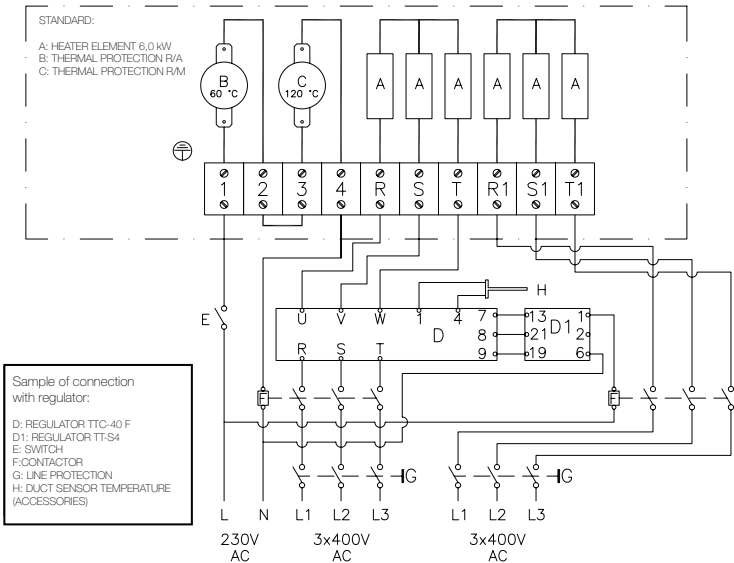 STANDARD:
A: HEATER ELEMENT 6,0 kW
B: THERMAL PROTECTION R/A
C: THERMAL PROTECTION R/M
B
60 °C
C
120 °C
A A A A A A
1 2 3 4 R S T R1 S1 T1
H
E
U V W 1 4 7 13 1
D 8 21 D1 2
R S T 9 19 6
F F
Sample of connection
with regulator:
D: REGULATOR TTC-40 F
D1: REGULATOR TT-S4
E: SWITCH
F:CONTACTOR
G: LINE PROTECTION
H: DUCT SENSOR TEMPERATURE
(ACCESSORIES)
G G
L N L1 L2 L3 L1 L2 L3
230V 3x400V 3x400V
AC AC AC